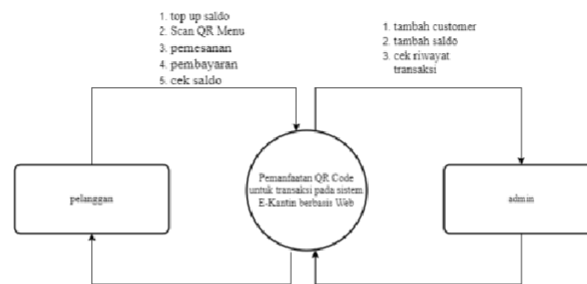 1. top up saldo
2. Scan QR Menu
3. pemesanan
4. pembayaran
5. cek saldo
1. tambah customer
2. tambah saldo
3. cek riwayat
transaksi
pelanggan
Pemanfaatan QR Code
untuk transaksi pada sistem
E-Kantin berbasis Web
admin